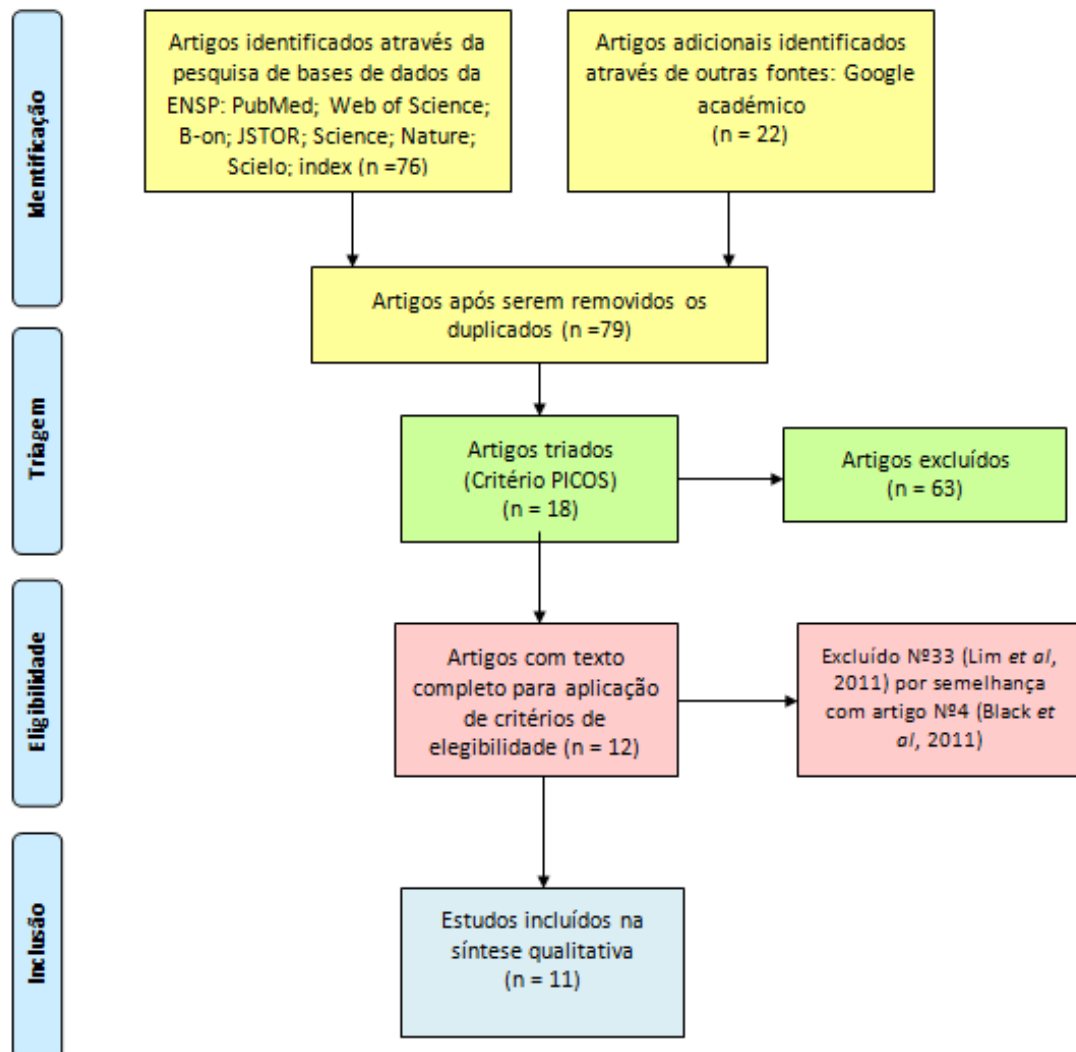 Identificação
Artigos identificados através da
pesquisa de bases de dados da
ENSP: PubMed; Web of Science;
B-on; JSTOR; Science; Nature;
Scielo; index (n =76)
Artigos adicionais identificados
através de outras fontes: Google
académico
(n = 22)
Artigos após serem removidos os
duplicados (n =79)
Triagem
Artigos triados
(Critério PICOS)
(n = 18)
Artigos excluídos
(n = 63)
Eligibilidade
Artigos com texto
completo para aplicação
de critérios de
elegibilidade (n = 12)
Excluído Nº33 (Lim et al,
2011) por semelhança
com artigo Nº4 (Black et
al, 2011)
Inclusão
Estudos incluídos na
síntese qualitativa
(n = 11)